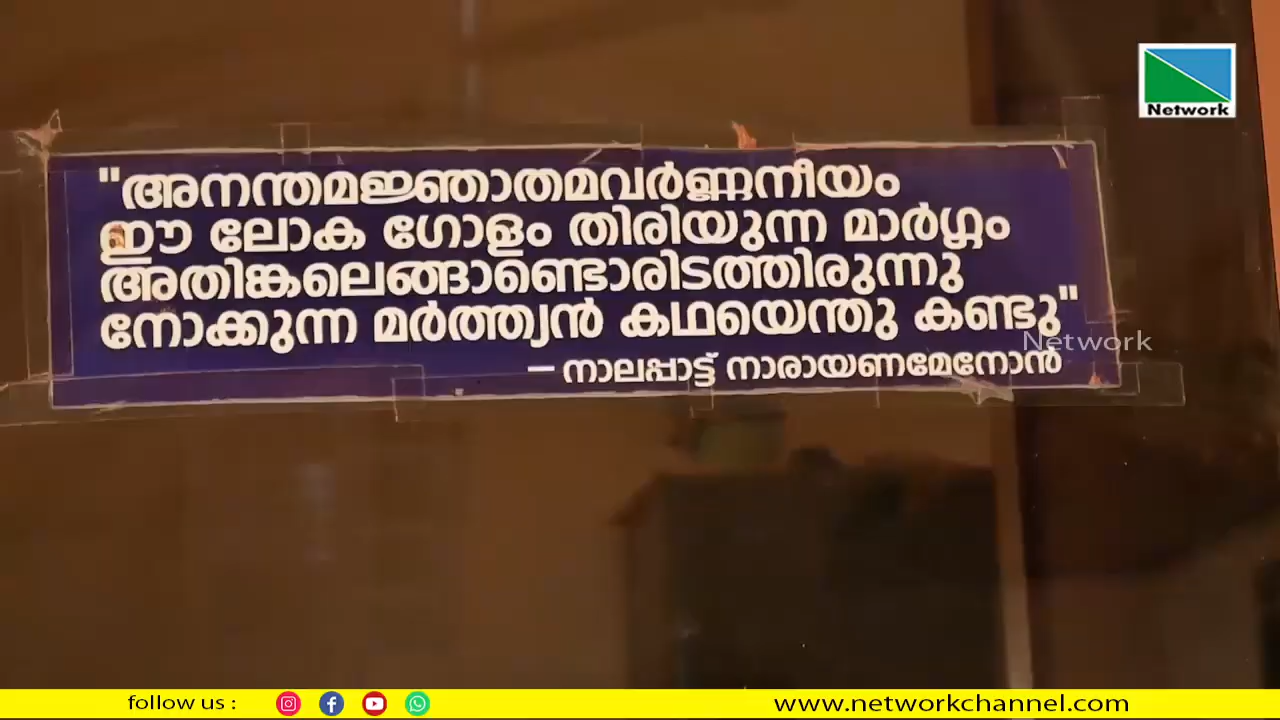 Network
"അനന്തമജ്ഞാതമവർണ്ണനീയം
ഈ ലോക ഗോളം തിരിയുന്ന മാർഗ്ഗം
അതിങ്കലെങ്ങാണ്ടൊരിടത്തിരുന്നു
നോക്കുന്ന മർത്ത്യൻ കഥയെന്തു കണ്ടു"
Network
– നാലപ്പാട്ട് നാരായണമേനോൻ
follow us :
www.networkchannel.com